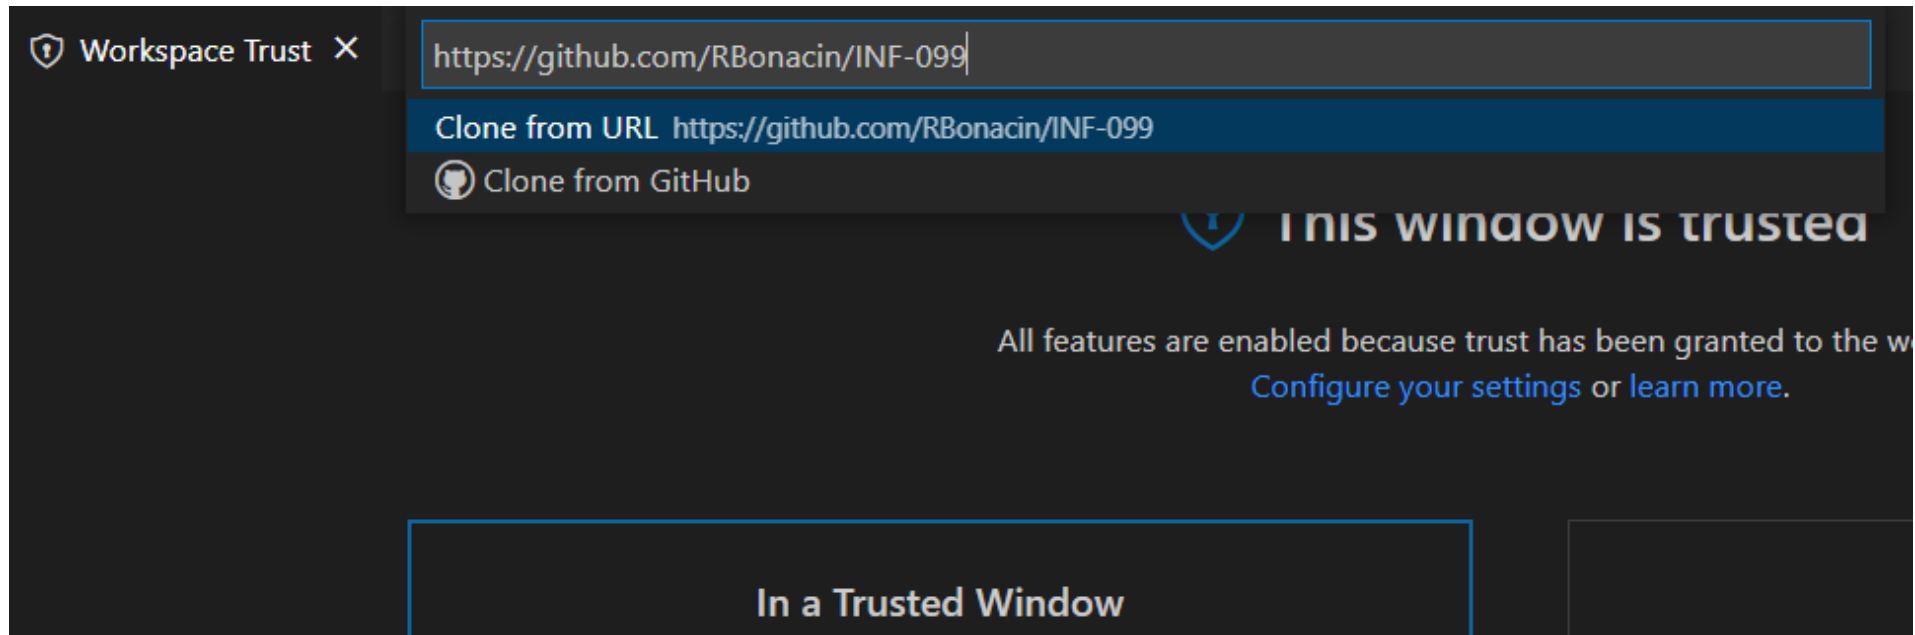 Workspace Trust
https://github.com/RBonacin/INF-099
Clone from URL https://github.com/RBonacin/INF-099
Clone from GitHub
This window is trusted
All features are enabled because trust has been granted to the
Configure your settings or learn more.
In a Trusted Window